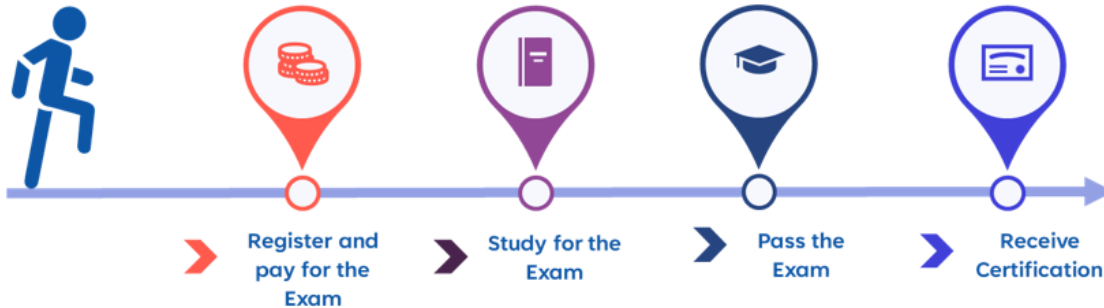 Register and
pay for the
Exam
Study for the
Exam
Pass the
Exam
Receive
Certification